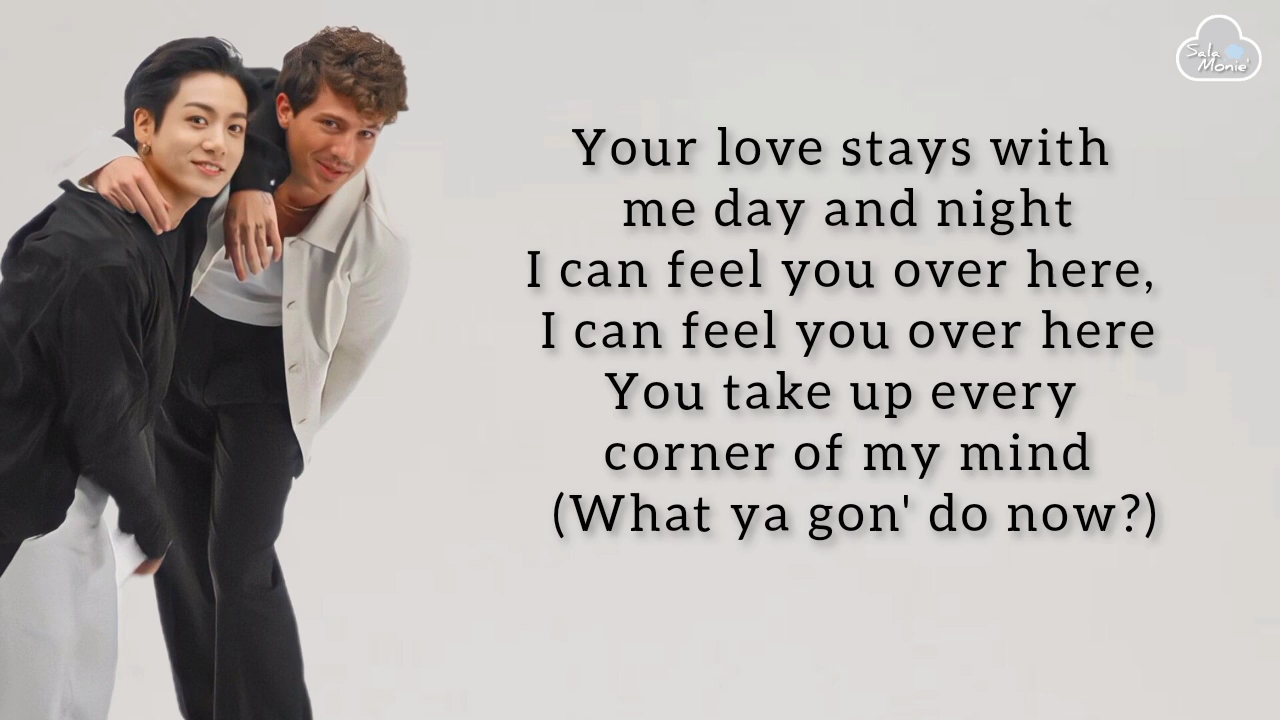 Sala
Monie'
Your love stays with
me day and night
I can feel you over here,
I can feel you over here
You take up every
corner of my mind
(What ya gon' do now?)